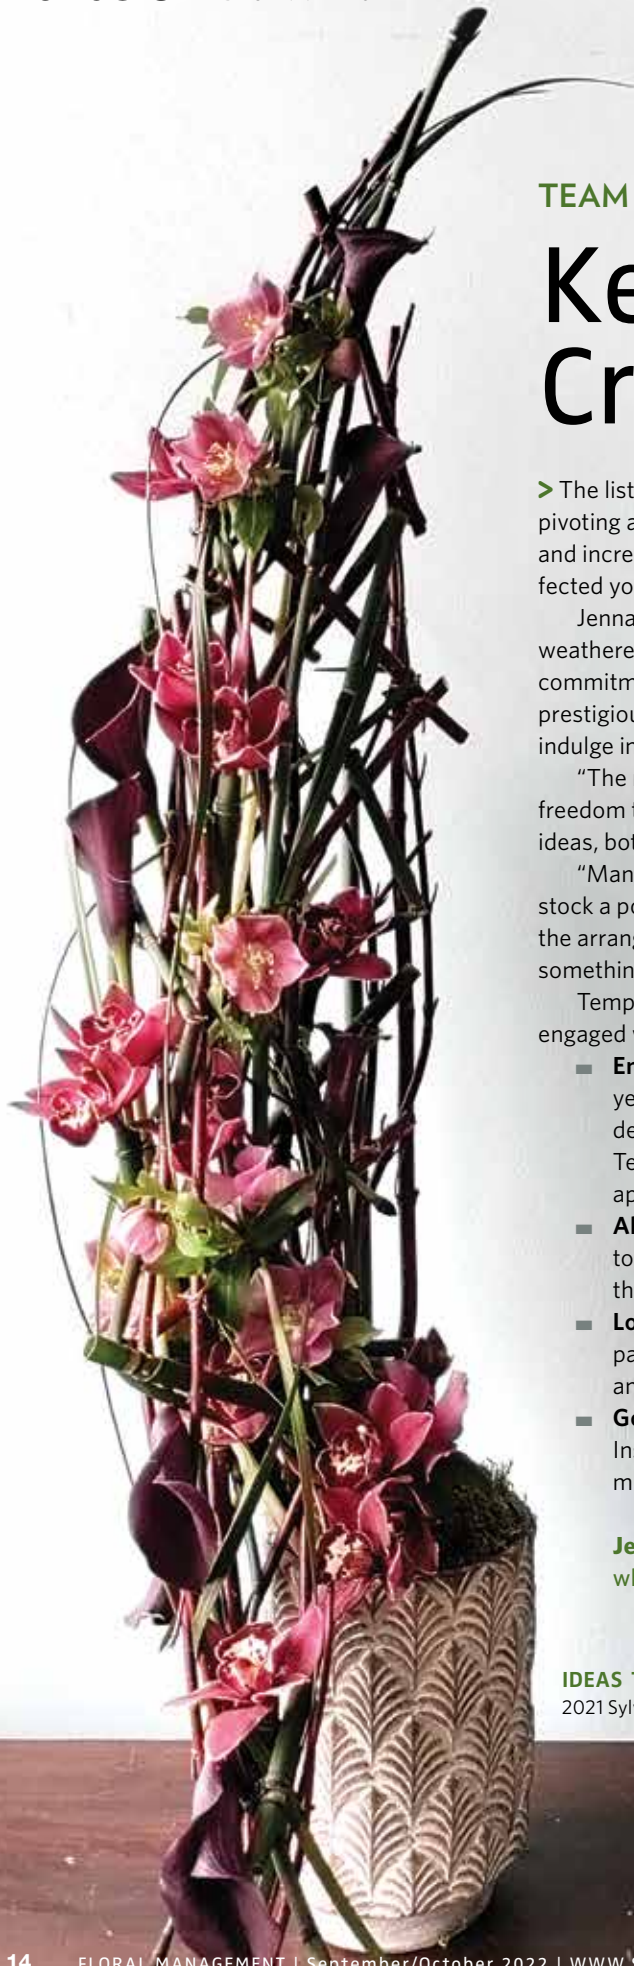 TEAM
Ke
Cr
> The list
pivoting a
and incre
fected yo
Jenna
weathere
commitm
prestigiou
indulge in
“The
freedom t
ideas, bot
“Man
stock a po
the arrang
somethin
Temp
engaged
Er
ye
de
Te
ap
to
th
Lo
pa
an
Ge
In
m
Je
wh
IDEAS
2021 Syl
14 FLORAL MANAGEMENT | September/October 2022 | WWW